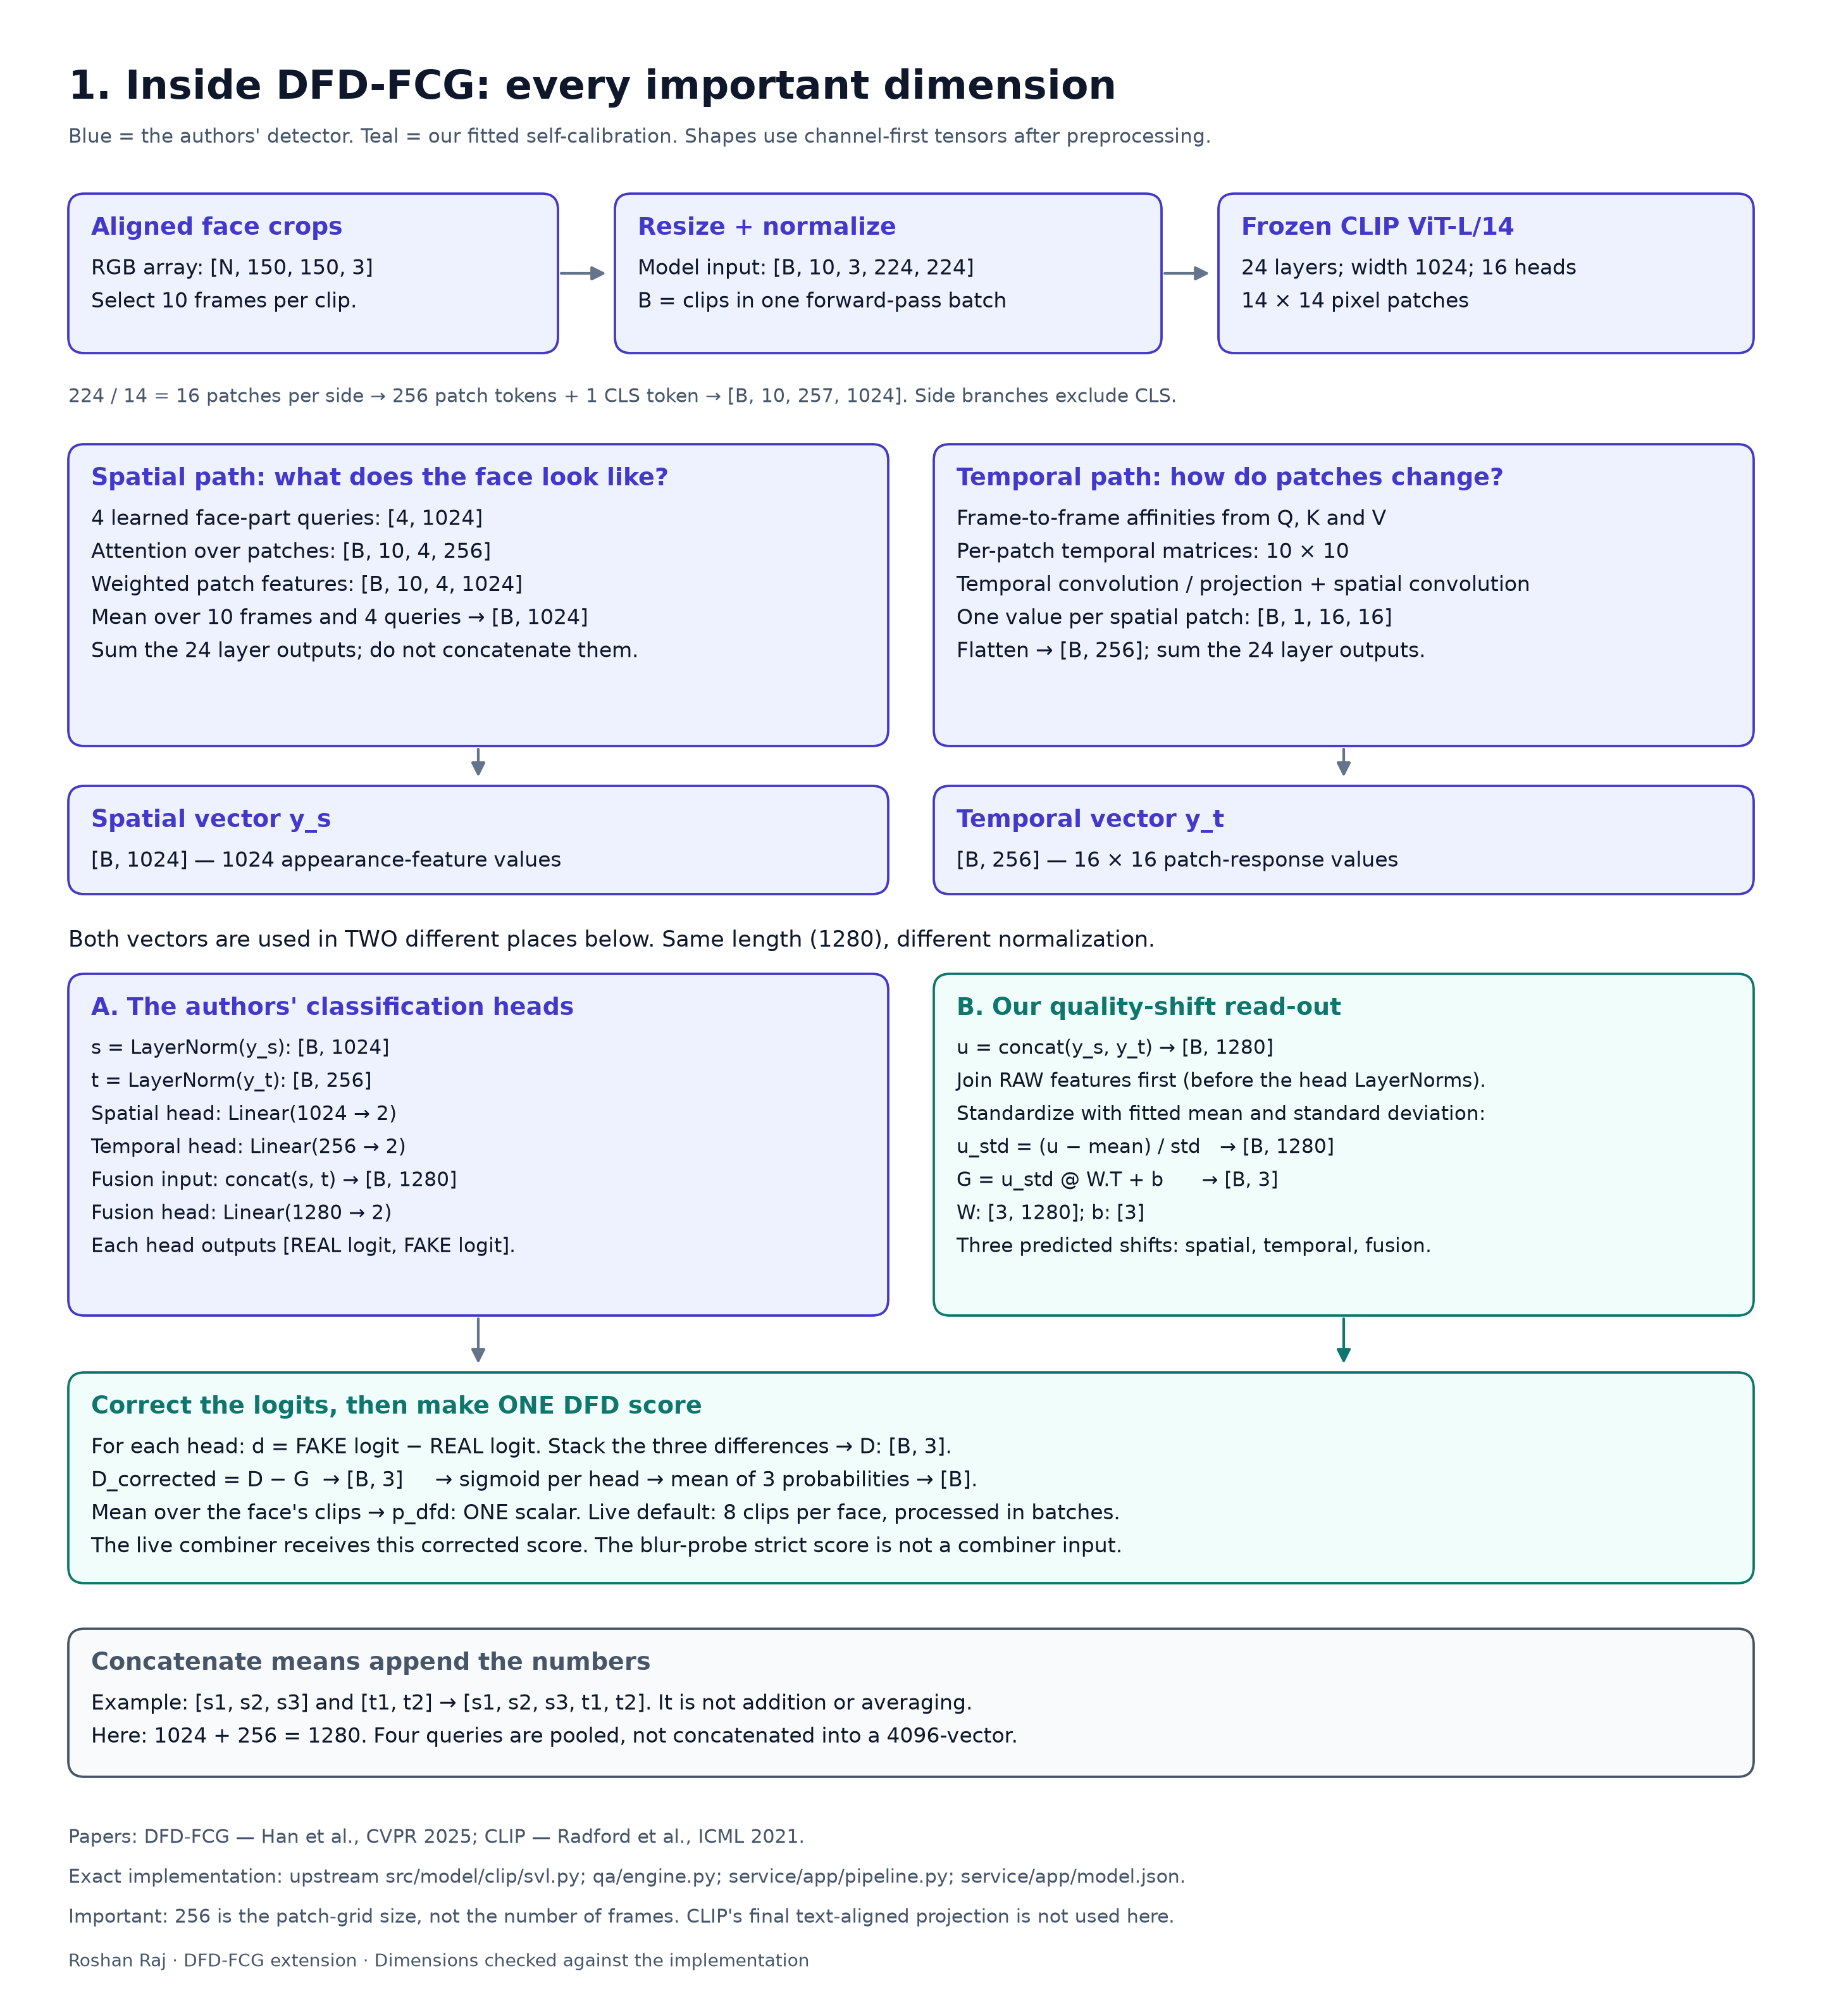 1. Inside DFD-FCG: every important dimension
Blue = the authors' detector. Teal = our fitted self-calibration. Shapes use channel-first tensors after preprocessing.
Aligned face crops
RGB array: [N, 150, 150, 3]
Select 10 frames per clip.
Resize + normalize
Model input: [B, 10, 3, 224, 224]
B = clips in one forward-pass batch
Frozen CLIP ViT-L/14
24 layers; width 1024; 16 heads
14 × 14 pixel patches
224 / 14 = 16 patches per side → 256 patch tokens + 1 CLS token → [B, 10, 257, 1024]. Side branches exclude CLS.
Spatial path: what does the face look like?
4 learned face-part queries: [4, 1024]
Attention over patches: [B, 10, 4, 256]
Weighted patch features: [B, 10, 4, 1024]
Mean over 10 frames and 4 queries → [B, 1024]
Sum the 24 layer outputs; do not concatenate them.
Temporal path: how do patches change?
Frame-to-frame affinities from Q, K and V
Per-patch temporal matrices: 10 × 10
Temporal convolution / projection + spatial convolution
One value per spatial patch: [B, 1, 16, 16]
Flatten → [B, 256]; sum the 24 layer outputs.
Spatial vector y_s
[B, 1024] — 1024 appearance-feature values
Temporal vector y_t
[B, 256] — 16 × 16 patch-response values
Both vectors are used in TWO different places below. Same length (1280), different normalization.
A. The authors' classification heads
s = LayerNorm(y_s): [B, 1024]
t = LayerNorm(y_t): [B, 256]
Spatial head: Linear(1024 → 2)
Temporal head: Linear(256 → 2)
Fusion input: concat(s, t) → [B, 1280]
Fusion head: Linear(1280 → 2)
Each head outputs [REAL logit, FAKE logit].
B. Our quality-shift read-out
u = concat(y_s, y_t) → [B, 1280]
Join RAW features first (before the head LayerNorms).
Standardize with fitted mean and standard deviation:
u_std = (u − mean) / std → [B, 1280]
G = u_std @ W.T + b → [B, 3]
W: [3, 1280]; b: [3]
Three predicted shifts: spatial, temporal, fusion.
Correct the logits, then make ONE DFD score
For each head: d = FAKE logit − REAL logit. Stack the three differences → D: [B, 3].
D_corrected = D − G → [B, 3] → sigmoid per head → mean of 3 probabilities → [B].
Mean over the face's clips → p_dfd: ONE scalar. Live default: 8 clips per face, processed in batches.
The live combiner receives this corrected score. The blur-probe strict score is not a combiner input.
Concatenate means append the numbers
Example: [s1, s2, s3] and [t1, t2] → [s1, s2, s3, t1, t2]. It is not addition or averaging.
Here: 1024 + 256 = 1280. Four queries are pooled, not concatenated into a 4096-vector.
Papers: DFD-FCG — Han et al., CVPR 2025; CLIP — Radford et al., ICML 2021.
Exact implementation: upstream src/model/clip/svl.py; qa/engine.py; service/app/pipeline.py; service/app/model.json.
Important: 256 is the patch-grid size, not the number of frames. CLIP's final text-aligned projection is not used here.
Roshan Raj · DFD-FCG extension · Dimensions checked against the implementation